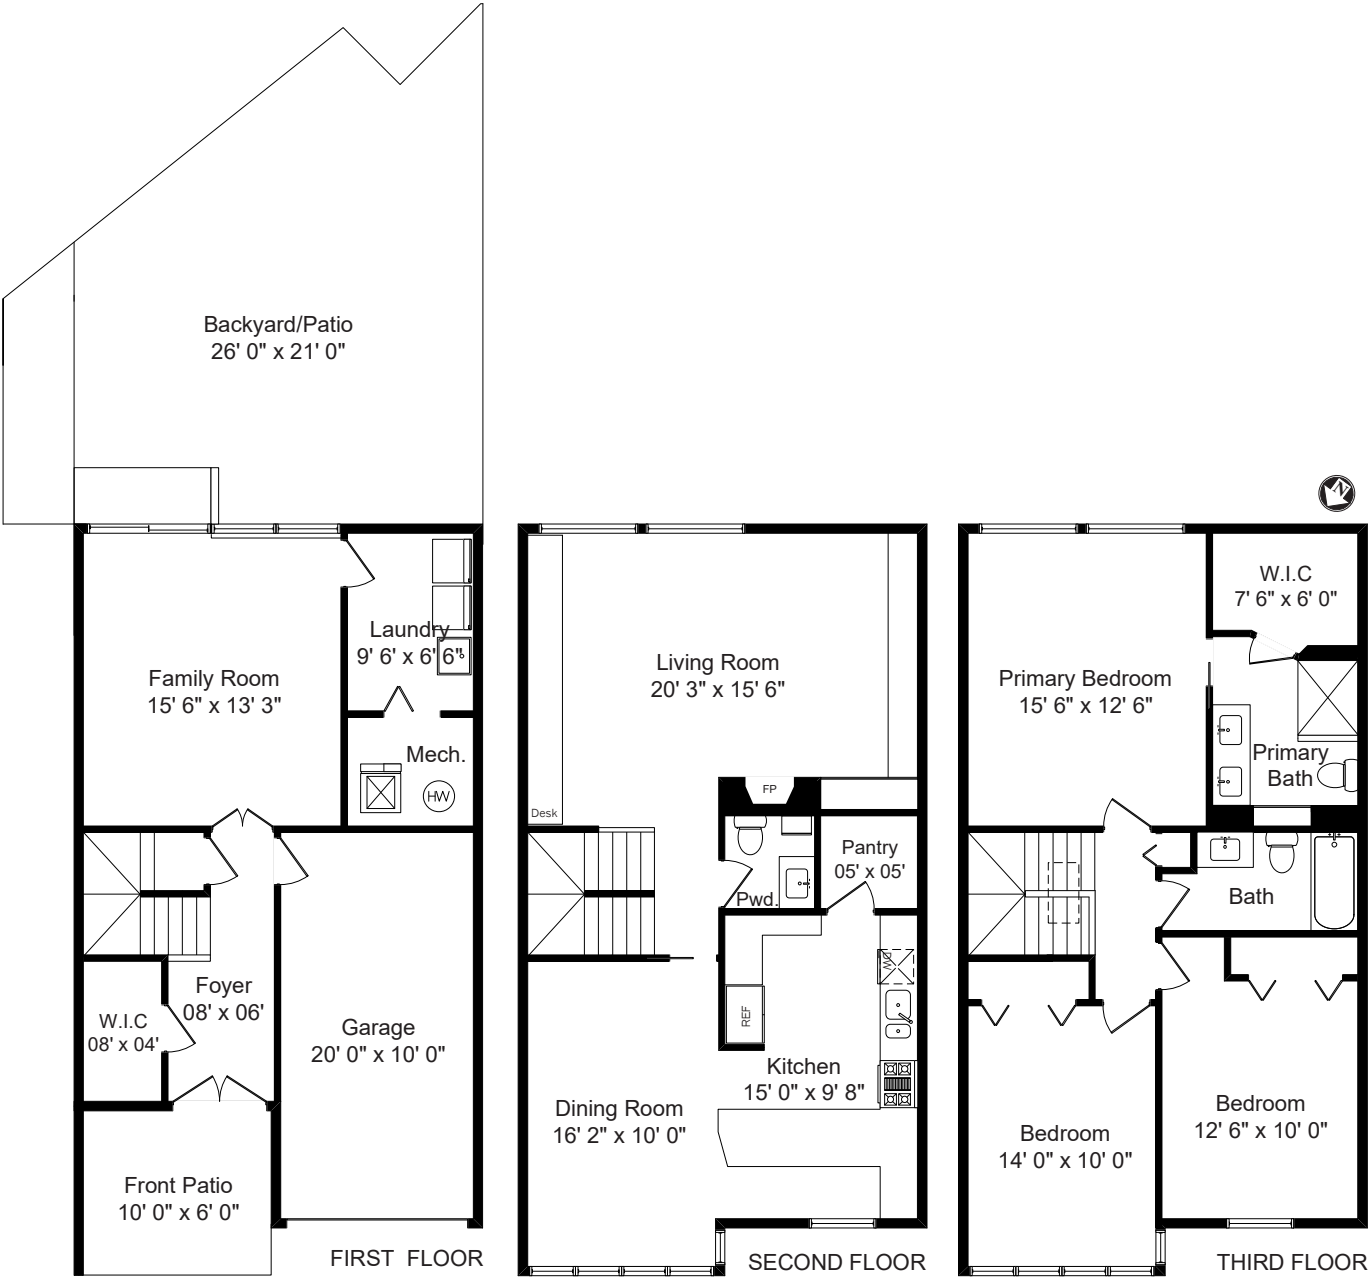 Backyard/Patio
26' 0" x 21' 0"
Laundry
9' 6' x 6' 6"
Family Room
15' 6" x 13' 3"
Mech.
HW
Foyer
08' x 06'
W.I.C
08' x 04'
Garage
20' 0" x 10' 0"
Front Patio
10' 0" x 6' 0"
FIRST FLOOR
Living Room
20' 3" x 15' 6"
Desk
FP
Pantry
05' x 05'
Pwd.
DW
REF
Kitchen
15' 0" x 9' 8"
Dining Room
16' 2" x 10' 0"
SECOND FLOOR
N
W.I.C
7' 6" x 6' 0"
Primary Bedroom
15' 6" x 12' 6"
Primary
Bath
Bath
Bedroom
12' 6" x 10' 0"
Bedroom
14' 0" x 10' 0"
THIRD FLOOR